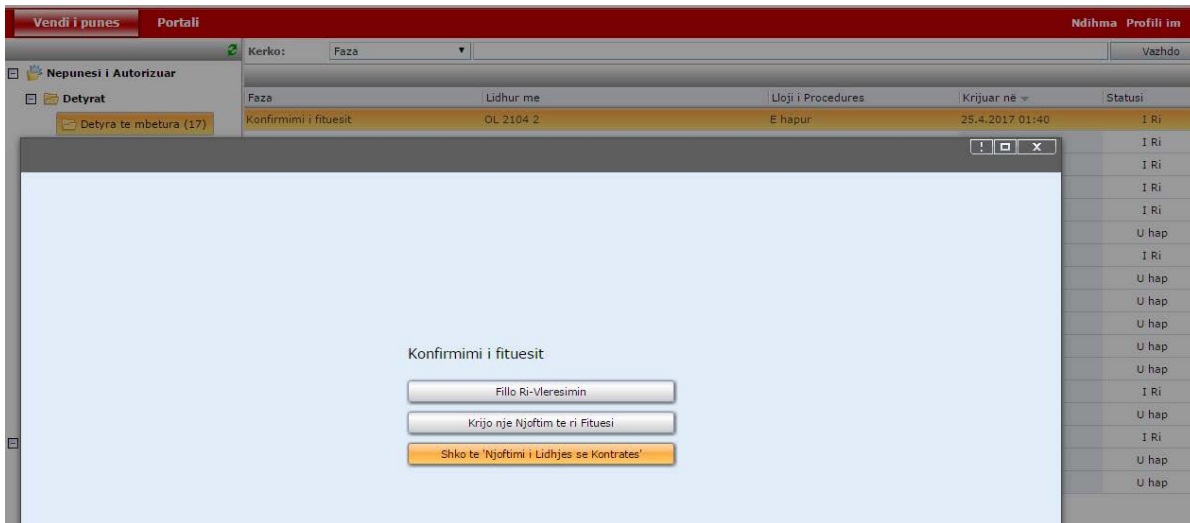 Vendi i punes Portali Ndihma Profili im
Kerko: Faza Vazhdo
Nepunesi i Autorizuar
Detyrat Faza Lidhur me Lloji i Procedures Krijuar në Statusi
Detyra te mbetura (17) Konfirmimi i fituesit OL 2104 2 E hapur 25.4.2017 01:40 I Ri
I Ri
I Ri
I Ri
I Ri
U hap
I Ri
U hap
U hap
U hap
Konfirmimi i fituesit U hap
U hap
Fillo Ri-Vleresimin I Ri
Krijo nje Njoftim te ri Fituesi U hap
I Ri
Shko te 'Njoftimi i Lidhjes se Kontrates' U hap
U hap